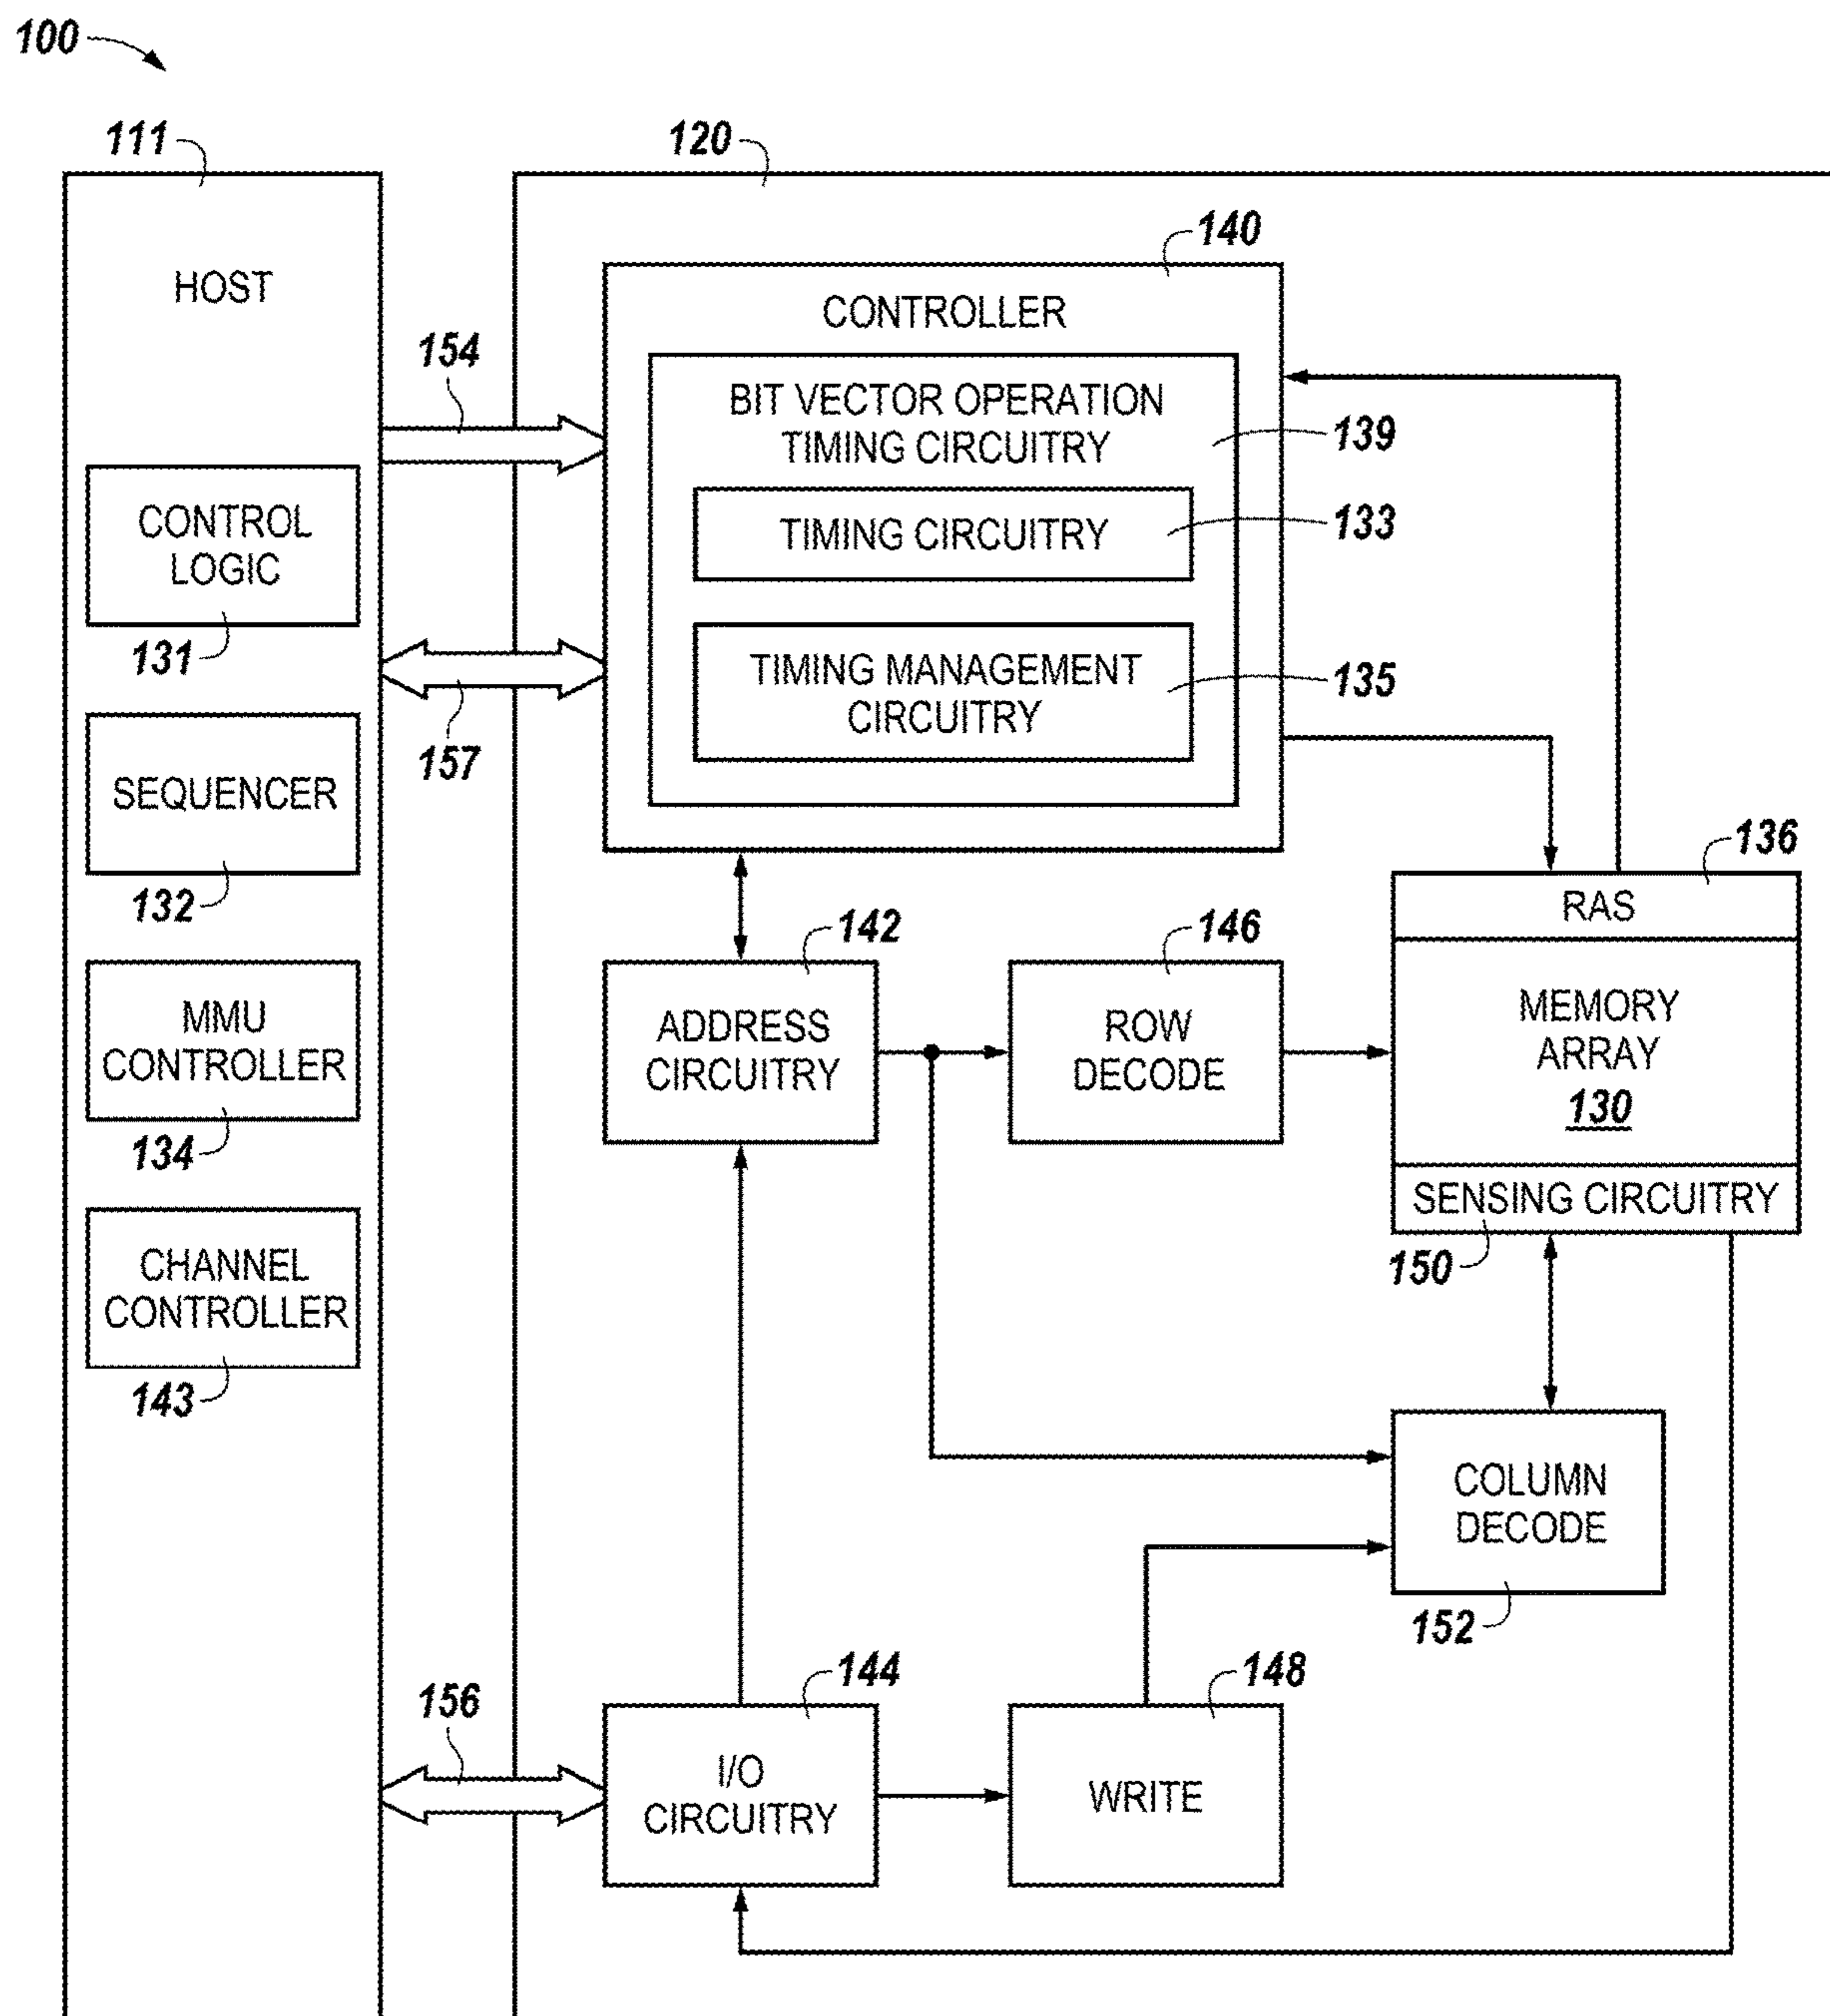 100
111
120
140
HOST
CONTROLLER
154
BIT VECTOR OPERATION
TIMING CIRCUITRY
139
CONTROL
LOGIC
TIMING CIRCUITRY
133
131
TIMING MANAGEMENT
CIRCUITRY
135
157
SEQUENCER
132
136
RAS
142
146
MMU
CONTROLLER
134
ADDRESS
CIRCUITRY
ROW
DECODE
MEMORY
ARRAY
130
SENSING CIRCUITRY
150
CHANNEL
CONTROLLER
143
COLUMN
DECODE
152
156
144
148
I/O
CIRCUITRY
WRITE